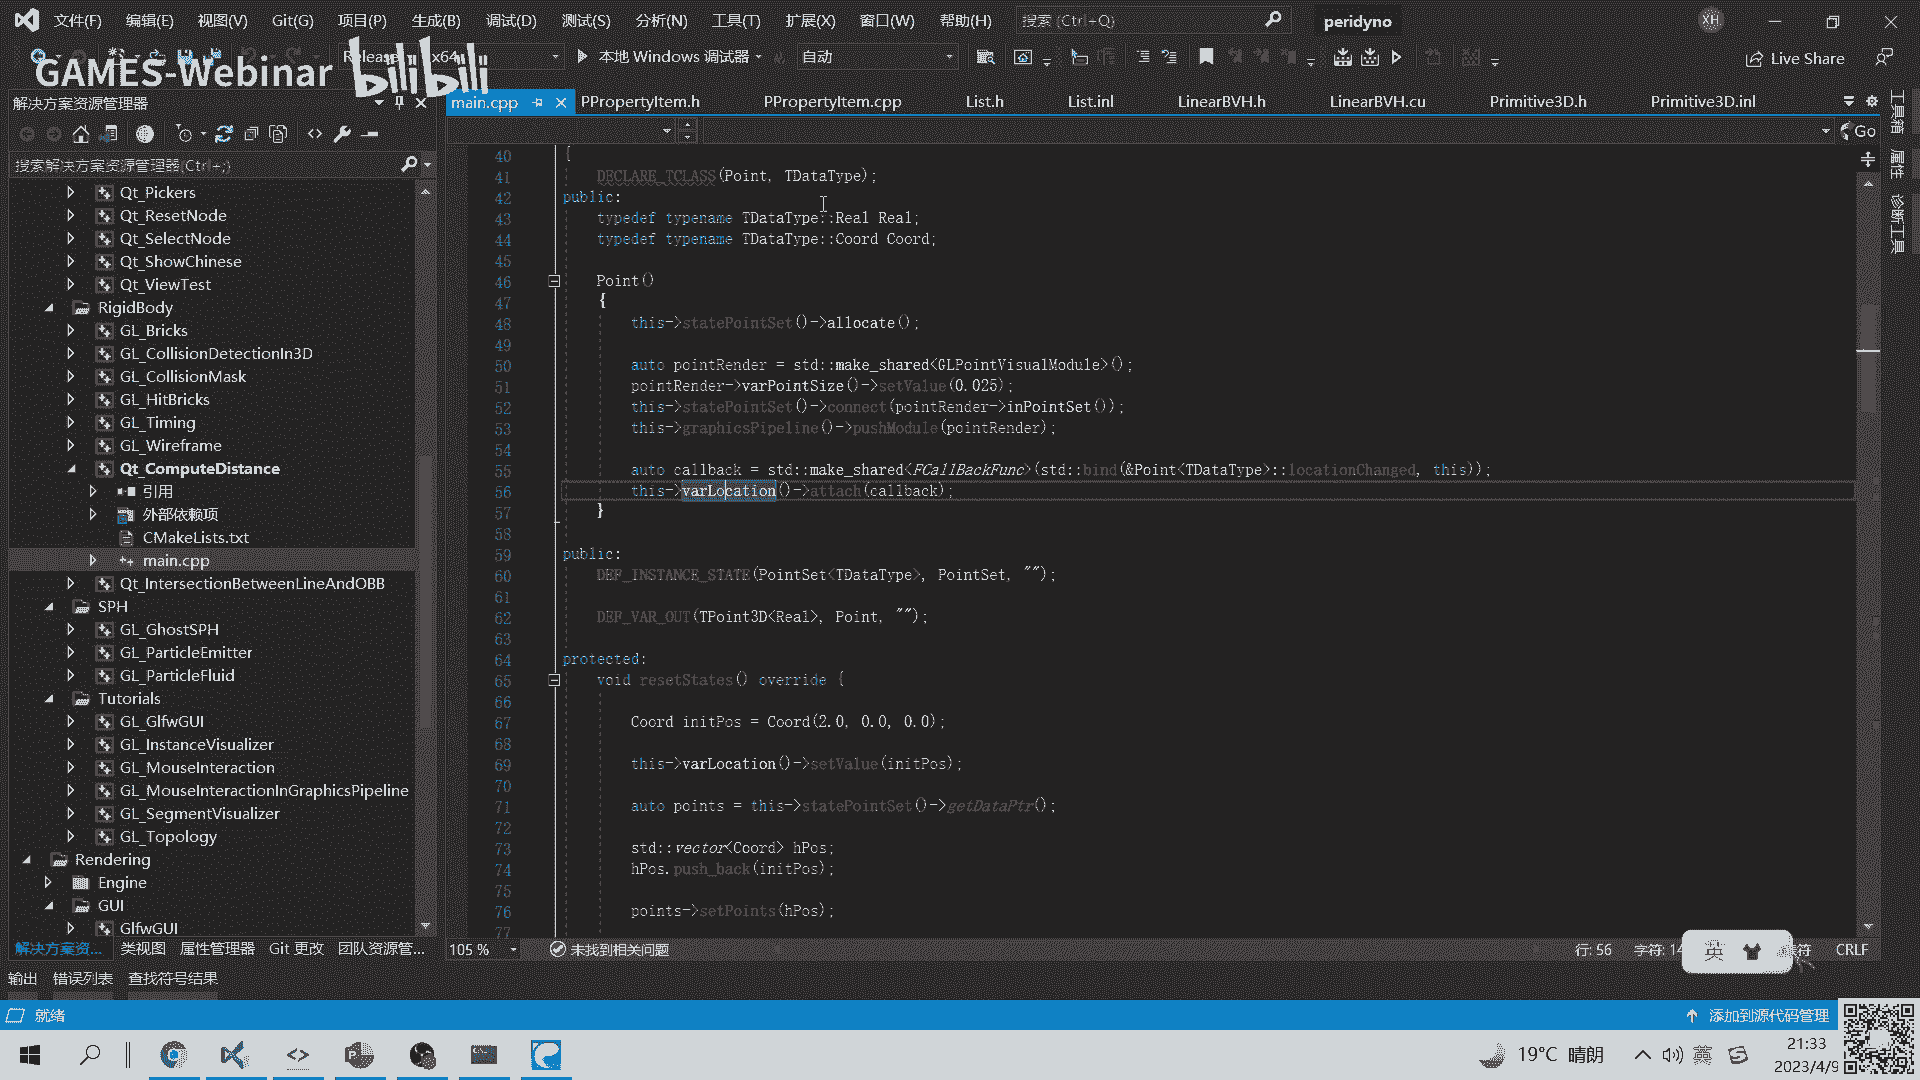 文件(F) 编辑(E) 视图(V) Git(G) 项目(P) 生成(B) 调试(D) 测试(S) 分析(N) 工具(T) 扩展(X) 窗口(W) 帮助(H) 搜索 (Ctrl+Q) peridyno XH
Release x64 本地 Windows 调试器 自动 Live Share
GAMES-Webinar bilibili
解决方案资源管理器
main.cpp PPropertyItem.h PPropertyItem.cpp List.h List.inl LinearBVH.h LinearBVH.cu Primitive3D.h Primitive3D.inl
Go
工具箱
属性
诊断工具
搜索解决方案资源管理器(Ctrl+;)
Qt_Pickers
Qt_ResetNode
Qt_SelectNode
Qt_ShowChinese
Qt_ViewTest
RigidBody
GL_Bricks
GL_CollisionDetectionIn3D
GL_CollisionMask
GL_HitBricks
GL_Timing
GL_Wireframe
Qt_ComputeDistance
引用
外部依赖项
CMakeLists.txt
main.cpp
Qt_IntersectionBetweenLineAndOBB
SPH
GL_GhostSPH
GL_ParticleEmitter
GL_ParticleFluid
Tutorials
GL_GlfwGUI
GL_InstanceVisualizer
GL_MouseInteraction
GL_MouseInteractionInGraphicsPipeline
GL_SegmentVisualizer
GL_Topology
Rendering
Engine
GUI
GlfwGUI
40 {
41 DECLARE_TCLASS(Point, TDataType);
42 public:
43 typedef typename TDataType::Real Real;
44 typedef typename TDataType::Coord Coord;
45
46 Point()
47 {
48 this->statePointSet()->allocate();
49
50 auto pointRender = std::make_shared<GLPointVisualModule>();
51 pointRender->varPointSize()->setValue(0.025);
52 this->statePointSet()->connect(pointRender->inPointSet());
53 this->graphicsPipeline()->pushModule(pointRender);
54
55 auto callback = std::make_shared<FCallBackFunc>(std::bind(&Point<TDataType>::locationChanged, this));
56 this->varLocation()->attach(callback);
57 }
58
59 public:
60 DEF_INSTANCE_STATE(PointSet<TDataType>, PointSet, "");
61
62 DEF_VAR_OUT(TPoint3D<Real>, Point, "");
63
64 protected:
65 void resetStates() override {
66
67 Coord initPos = Coord(2.0, 0.0, 0.0);
68
69 this->varLocation()->setValue(initPos);
70
71 auto points = this->statePointSet()->getDataPtr();
72
73 std::vector<Coord> hPos;
74 hPos.push_back(initPos);
75
76 points->setPoints(hPos);
77
解决方案资... 类视图 属性管理器 Git 更改 团队资源管... 105 % 未找到相关问题 行: 56 字符: 14 英 符 CRLF
输出 错误列表 查找符号结果
就绪 添加到源代码管理
19°C 晴朗 英 21:33
2023/4/9